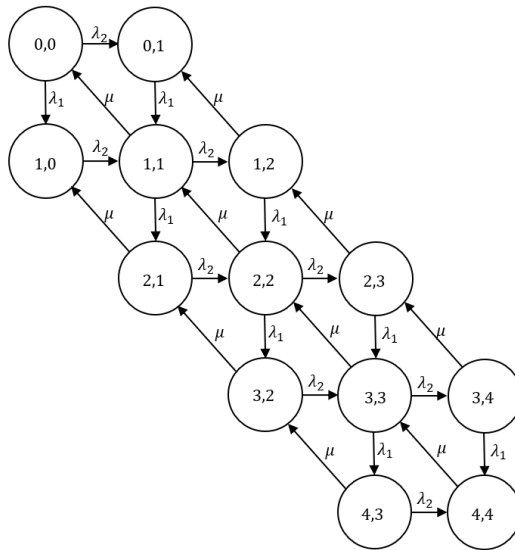 0,0 λ₂ 0,1
λ₁ μ λ₁ μ
1,0 λ₂ 1,1 λ₂ 1,2
μ λ₁ μ λ₁ μ
2,1 λ₂ 2,2 λ₂ 2,3
μ λ₁ μ λ₁ μ
3,2 λ₂ 3,3 λ₂ 3,4
μ λ₁ μ λ₁
4,3 λ₂ 4,4